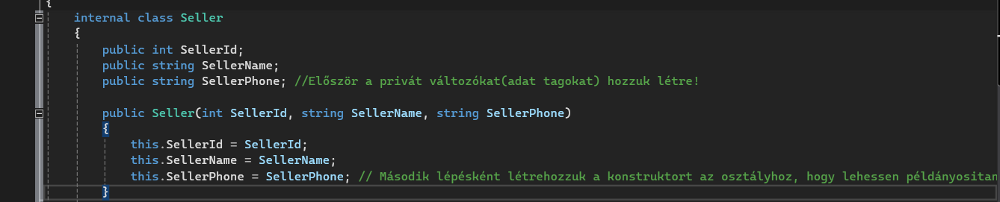 {
internal class Seller
{
public int SellerId;
public string SellerName;
public string SellerPhone; //Először a privát változókat(adat tagokat) hozzuk létre!
public Seller(int SellerId, string SellerName, string SellerPhone)
{
this.SellerId = SellerId;
this.SellerName = SellerName;
this.SellerPhone = SellerPhone; // Második lépésként létrehozzuk a konstruktort az osztályhoz, hogy lehessen példányositan
}